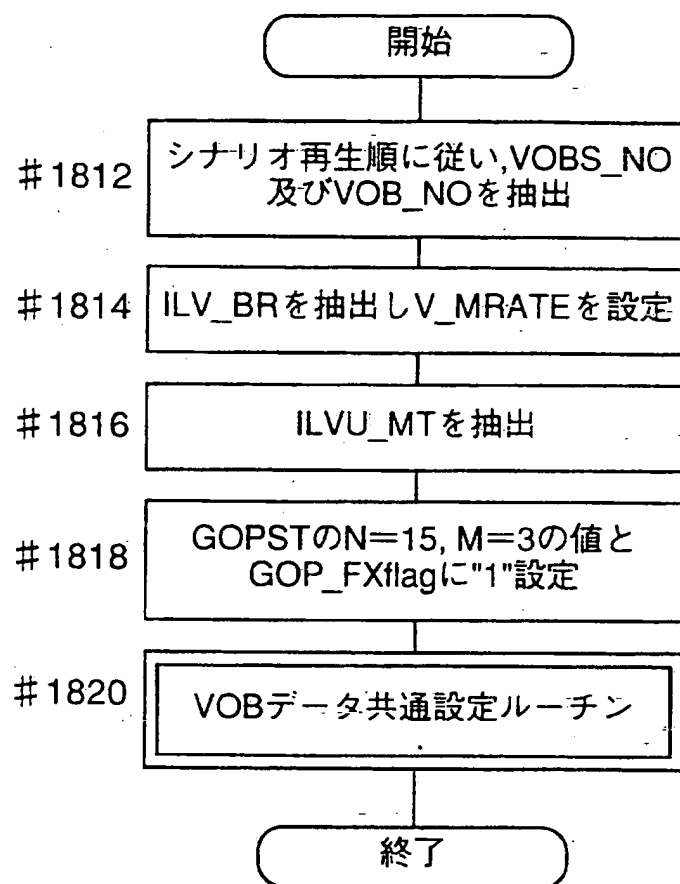 開始
#1812
シナリオ再生順に従い,VOBS_NO
及びVOB_NOを抽出
#1814
ILV_BRを抽出しV_MRATEを設定
#1816
ILVU_MTを抽出
#1818
GOPSTのN=15, M=3の値と
GOP_FXflagに"1"設定
#1820
VOBデータ共通設定ルーチン
終了